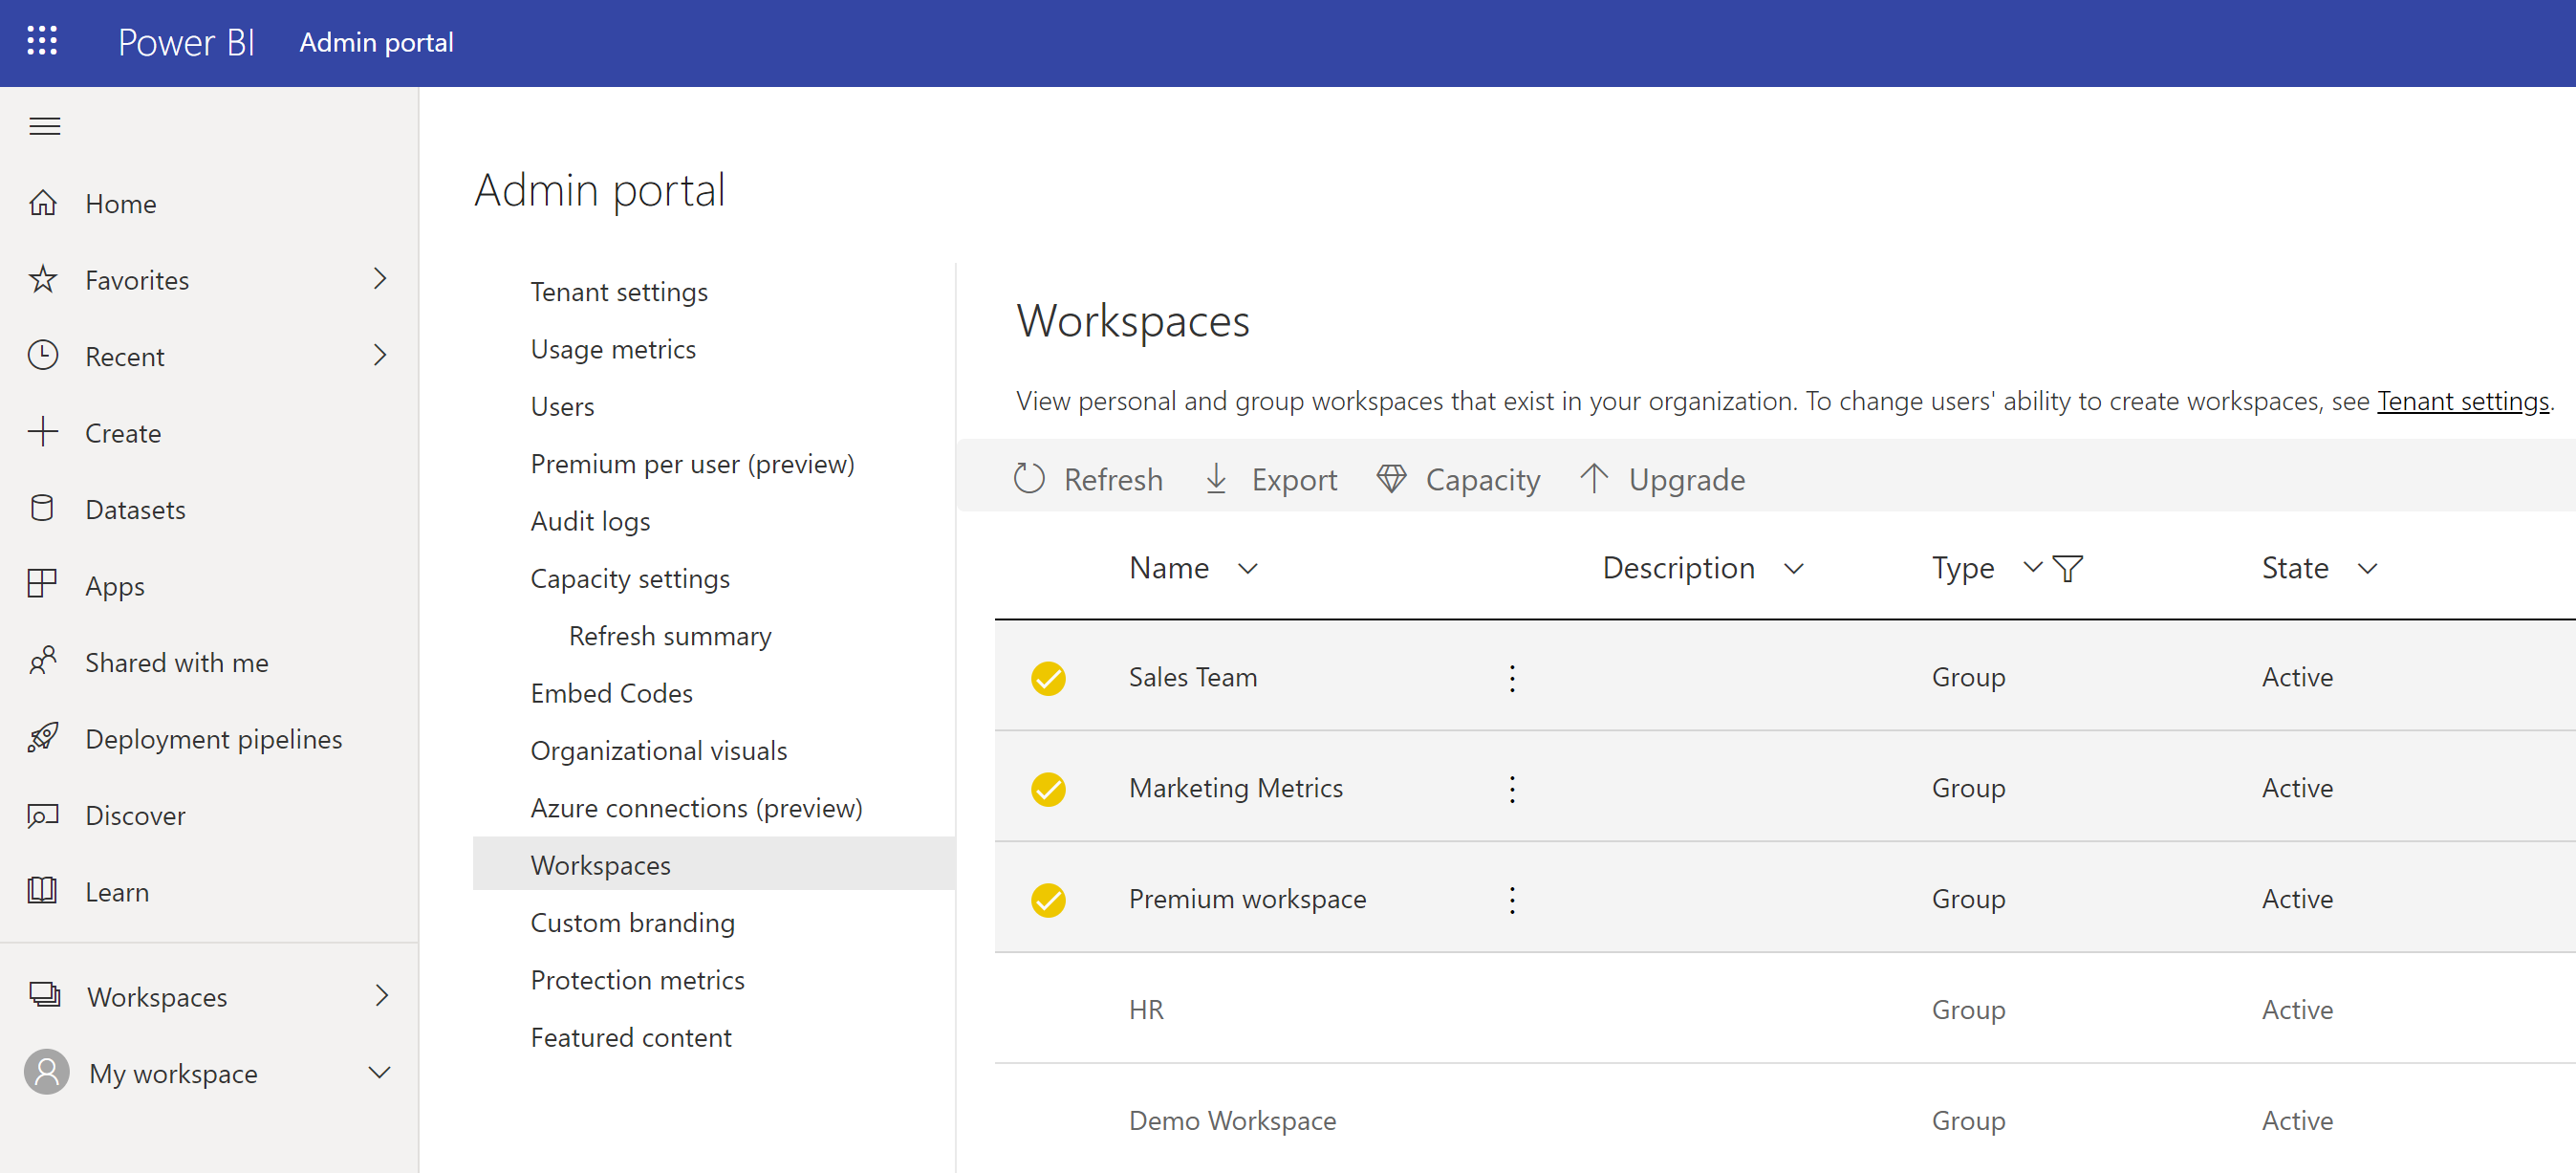 Power BI Admin portal
Home
Favorites
Recent
Create
Datasets
Apps
Shared with me
Deployment pipelines
Discover
Learn
Workspaces
My workspace
Admin portal
Tenant settings
Usage metrics
Users
Premium per user (preview)
Audit logs
Capacity settings
Refresh summary
Embed Codes
Organizational visuals
Azure connections (preview)
Workspaces
Custom branding
Protection metrics
Featured content
Workspaces
View personal and group workspaces that exist in your organization. To change users' ability to create workspaces, see Tenant settings.
Refresh Export Capacity Upgrade
Name Description Type State
Sales Team Group Active
Marketing Metrics Group Active
Premium workspace Group Active
HR Group Active
Demo Workspace Group Active